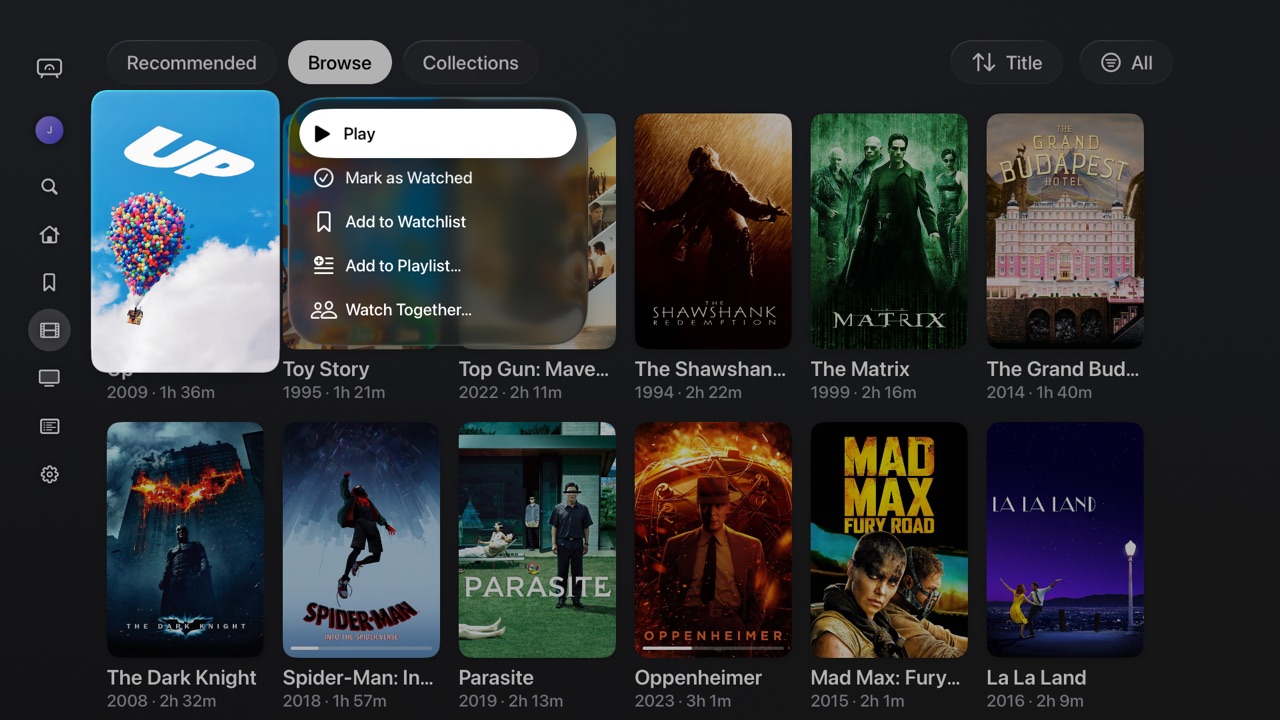 Recommended
Browse
Collections
Title
All
J
UP
Play
Mark as Watched
Add to Watchlist
Add to Playlist...
Watch Together...
THE
SHAWSHANK
REDEMPTION
MATRIX
THE
GRAND
BUDAPEST
HOTEL
Toy Story
Top Gun: Mave...
The Shawshan...
The Matrix
The Grand Bud...
2009 · 1h 36m
1995 · 1h 21m
2022 · 2h 11m
1994 · 2h 22m
1999 · 2h 16m
2014 · 1h 40m
THE DARK KNIGHT
SPIDER-MAN
INTO THE SPIDER-VERSE
PARASITE
OPPENHEIMER
MAD
MAX
FURY ROAD
LA LA LAND
The Dark Knight
Spider-Man: In...
Parasite
Oppenheimer
Mad Max: Fury...
La La Land
2008 · 2h 32m
2018 · 1h 57m
2019 · 2h 13m
2023 · 3h 1m
2015 · 2h 1m
2016 · 2h 9m